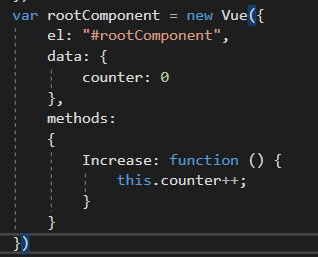 var rootComponent = new Vue({
    el: "#rootComponent",
    data: {
        counter: 0
    },
    methods:
    {
        Increase: function () {
            this.counter++;
        }
    }
})